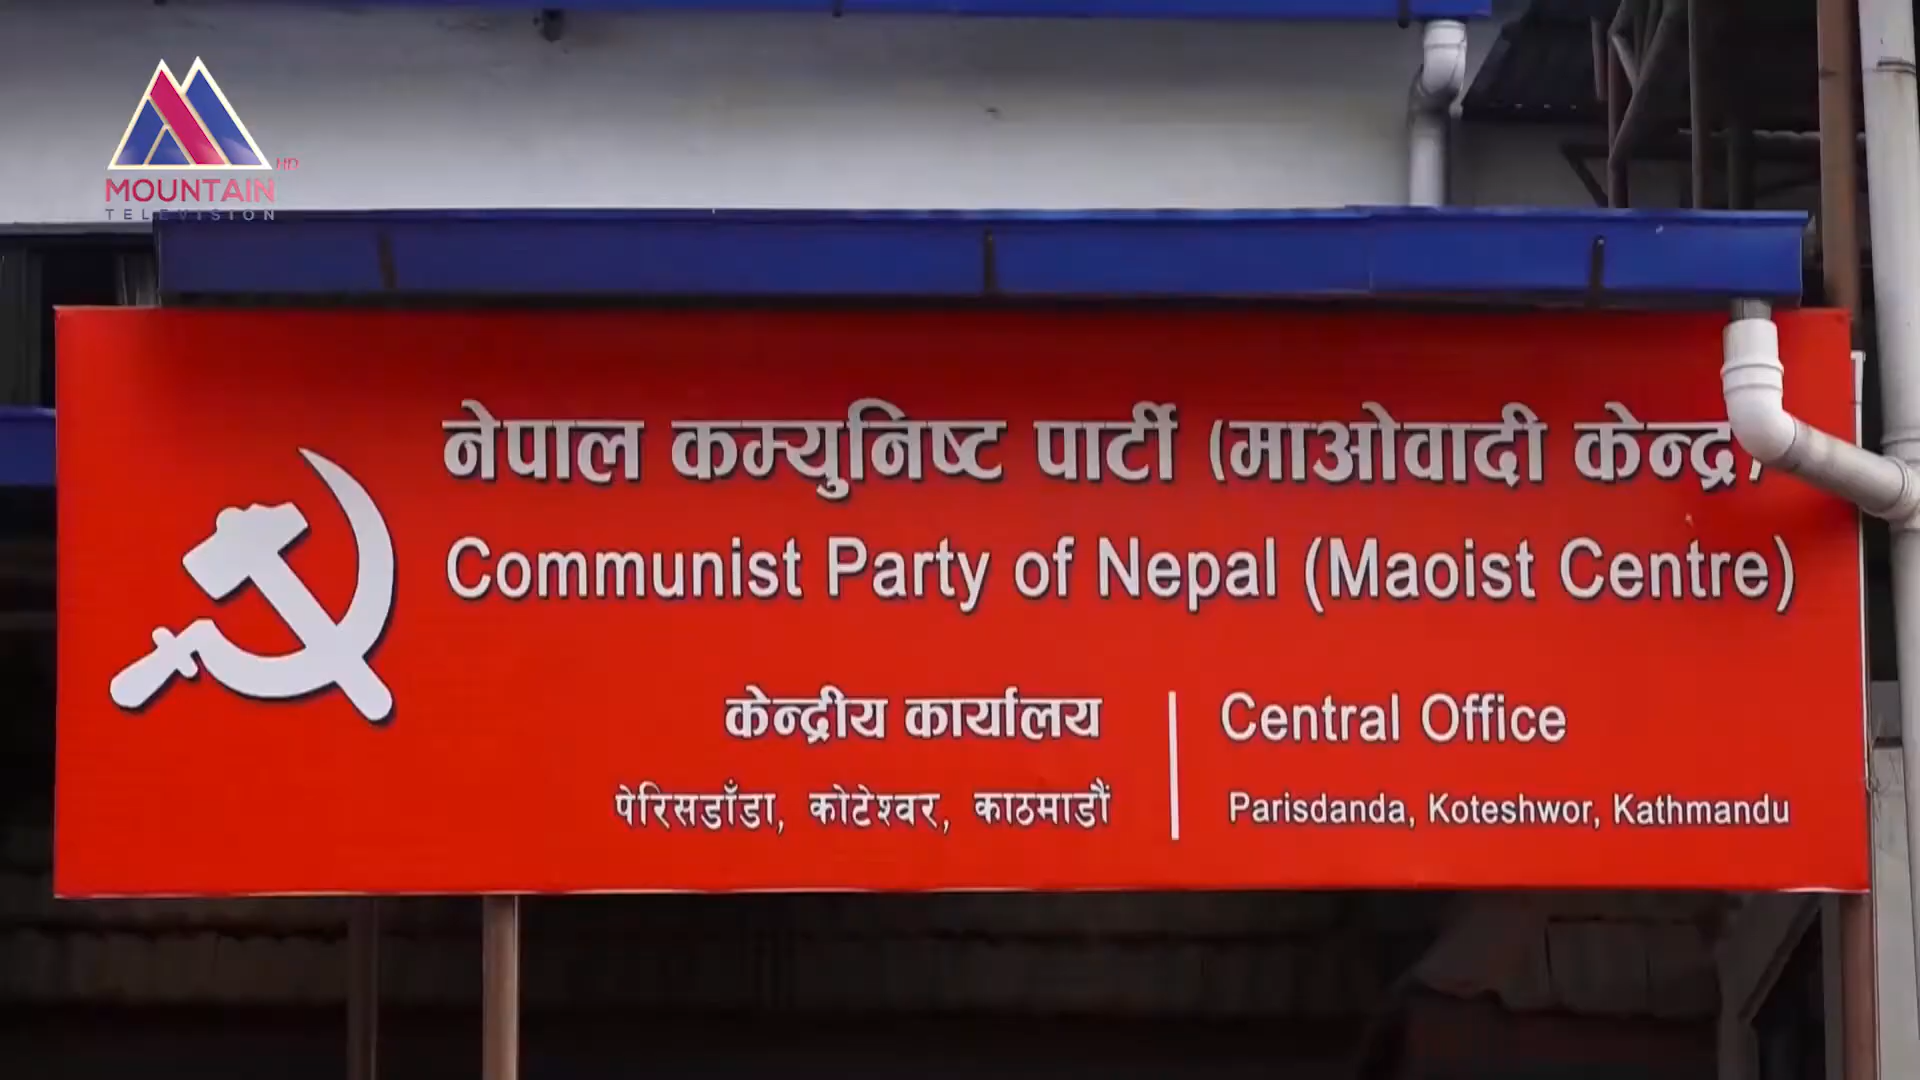 HD
MOUNTAIN
TELEVISION
नेपाल कम्युनिष्ट पार्टी (माओवादी केन्द्र)
Communist Party of Nepal (Maoist Centre)
केन्द्रीय कार्यालय
पेरिसडाँडा, कोटेश्वर, काठमाडौं
Central Office
Parisdanda, Koteshwor, Kathmandu